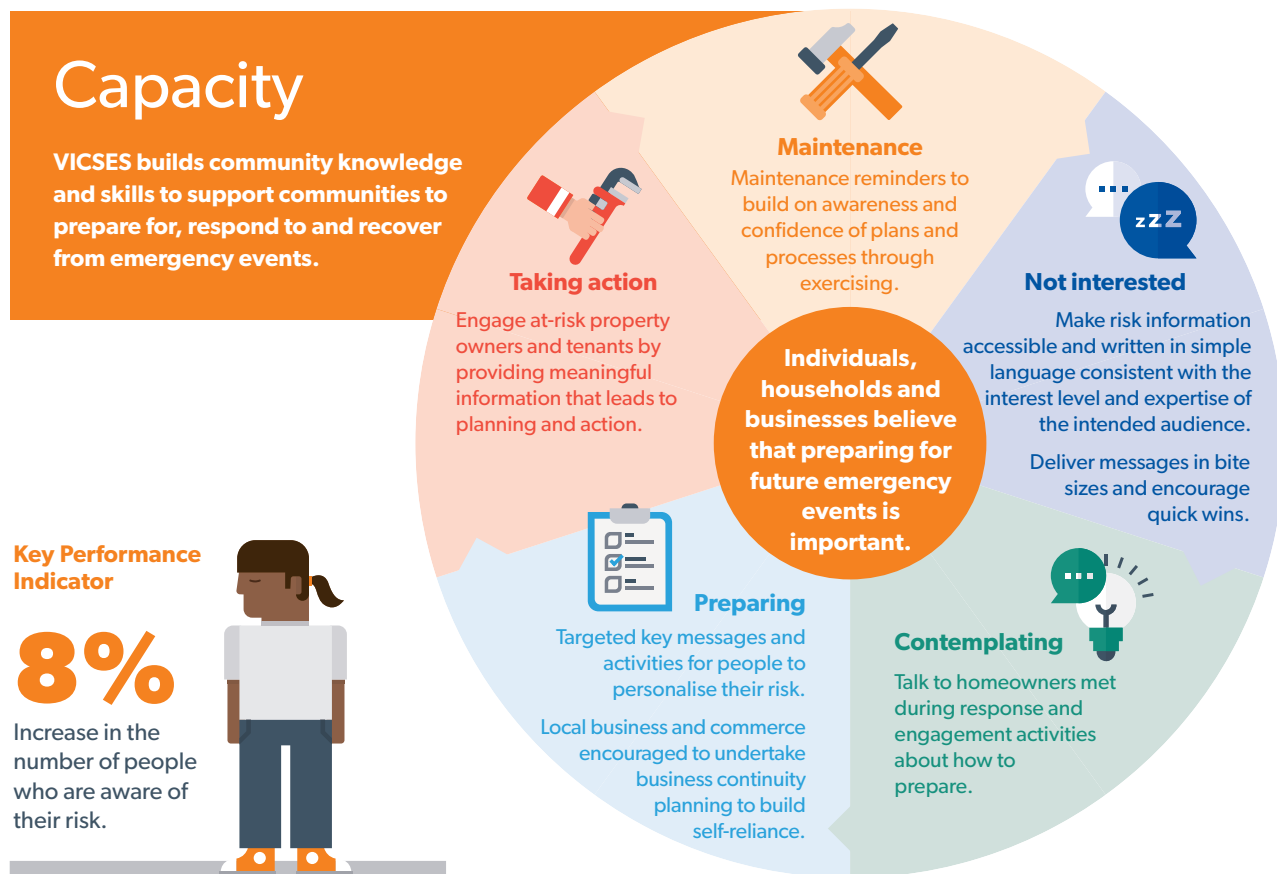 Capacity
VICSES builds community knowledge
and skills to support communities to
prepare for, respond to and recover
from emergency events.
Maintenance
Maintenance reminders to
build on awareness and
confidence of plans and
processes through
exercising.
zzZ
Not interested
Make risk information
accessible and written in simple
language consistent with the
interest level and expertise of
the intended audience.
Deliver messages in bite
sizes and encourage
quick wins.
Contemplating
Talk to homeowners met
during response and
engagement activities
about how to
prepare.
Preparing
Targeted key messages and
activities for people to
personalise their risk.
Local business and commerce
encouraged to undertake
business continuity
planning to build
self-reliance.
Taking action
Engage at-risk property
owners and tenants by
providing meaningful
information that leads to
planning and action.
Individuals,
households and
businesses believe
that preparing for
future emergency
events is
important.
Key Performance
Indicator
8%
Increase in the
number of people
who are aware of
their risk.